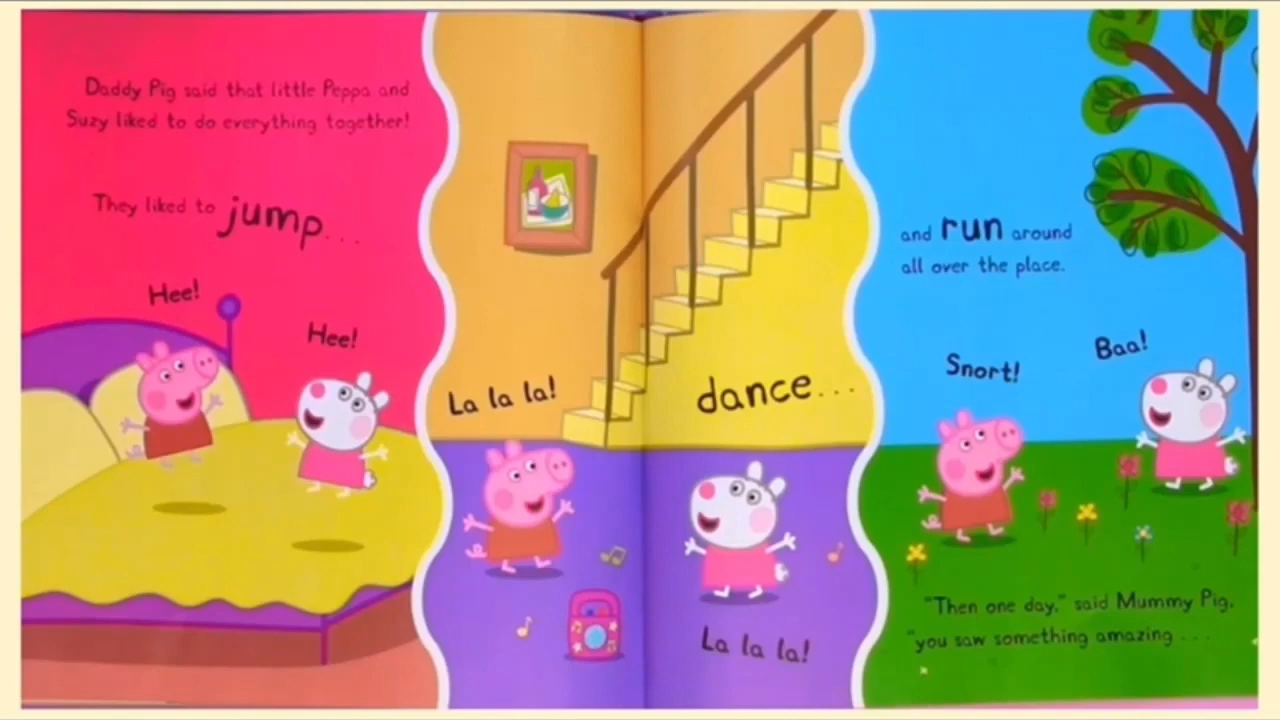 Daddy Pig said that little Peppa and
Suzy liked to do everything together!
They liked to jump...
Hee!
Hee!
La la la!
dance...
La la la!
and run around
all over the place.
Snort!
Baa!
"Then one day," said Mummy Pig,
"you saw something amazing ...